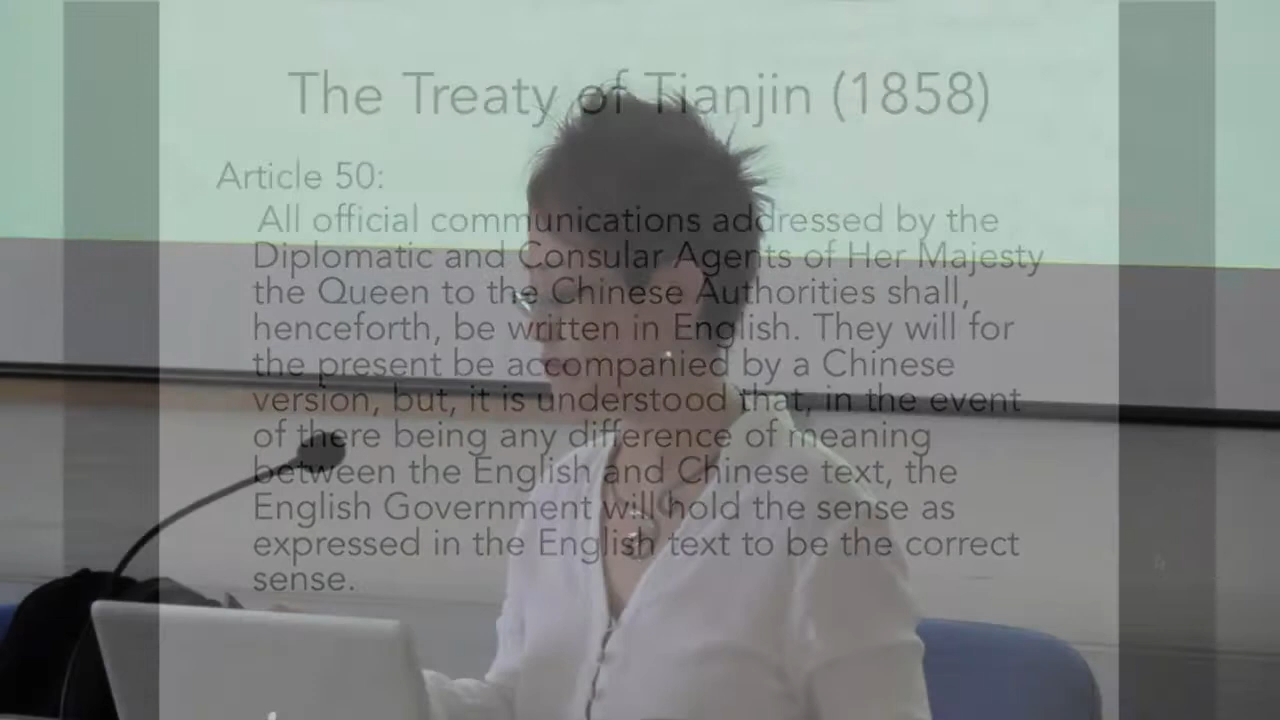 The Treaty of Tianjin (1858)
Article 50:
All official communications addressed by the
Diplomatic and Consular Agents of Her Majesty
the Queen to the Chinese Authorities shall,
henceforth, be written in English. They will for
the present be accompanied by a Chinese
version, but, it is understood that, in the event
of there being any difference of meaning
between the English and Chinese text, the
English Government will hold the sense as
expressed in the English text to be the correct
sense.